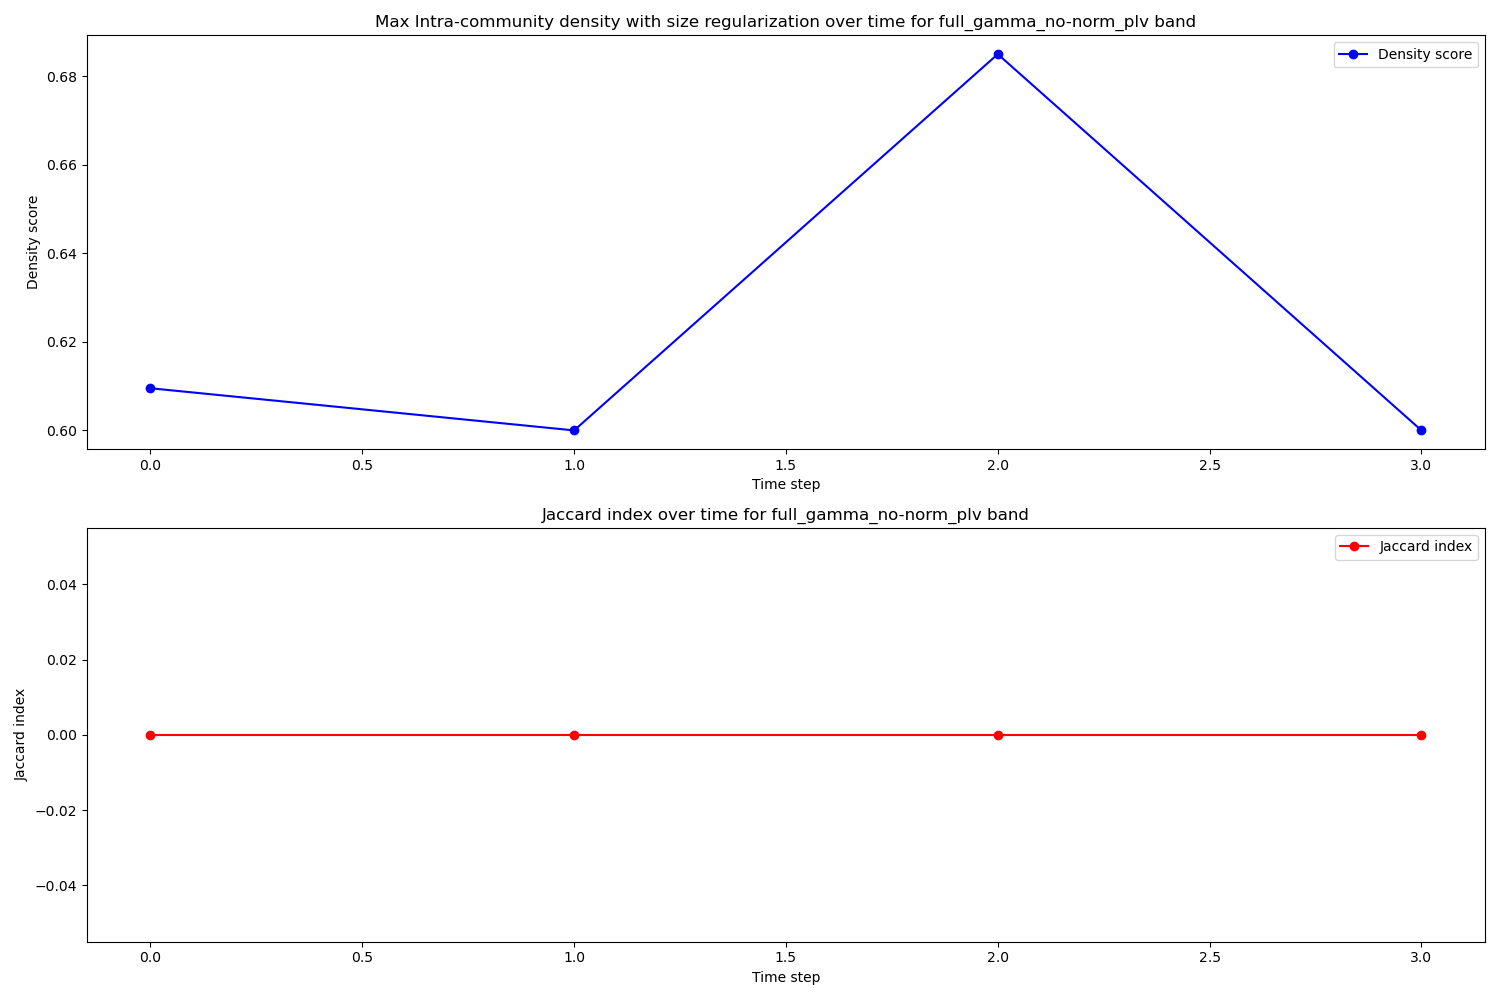 Max Intra-community density with size regularization over time for full_gamma_no-norm_plv band
Density score
0.68
0.66
0.64
0.62
0.60
Density score
0.0 0.5 1.0 1.5 2.0 2.5 3.0
Time step
Jaccard index over time for full_gamma_no-norm_plv band
Jaccard index
0.04
0.02
0.00
−0.02
−0.04
Jaccard index
0.0 0.5 1.0 1.5 2.0 2.5 3.0
Time step